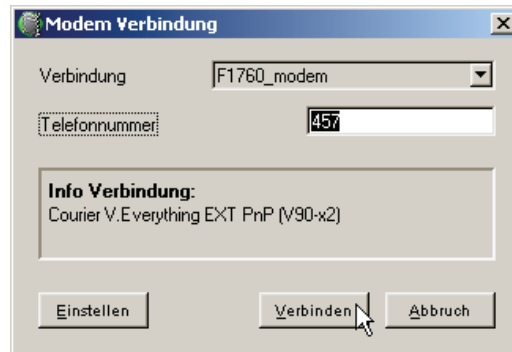 Modem Verbindung
Verbindung F1760_modem
Telefonnummer 457
Info Verbindung:
Courier V.Everything EXT PnP (V90-x2)
Einstellen Verbinden Abbruch